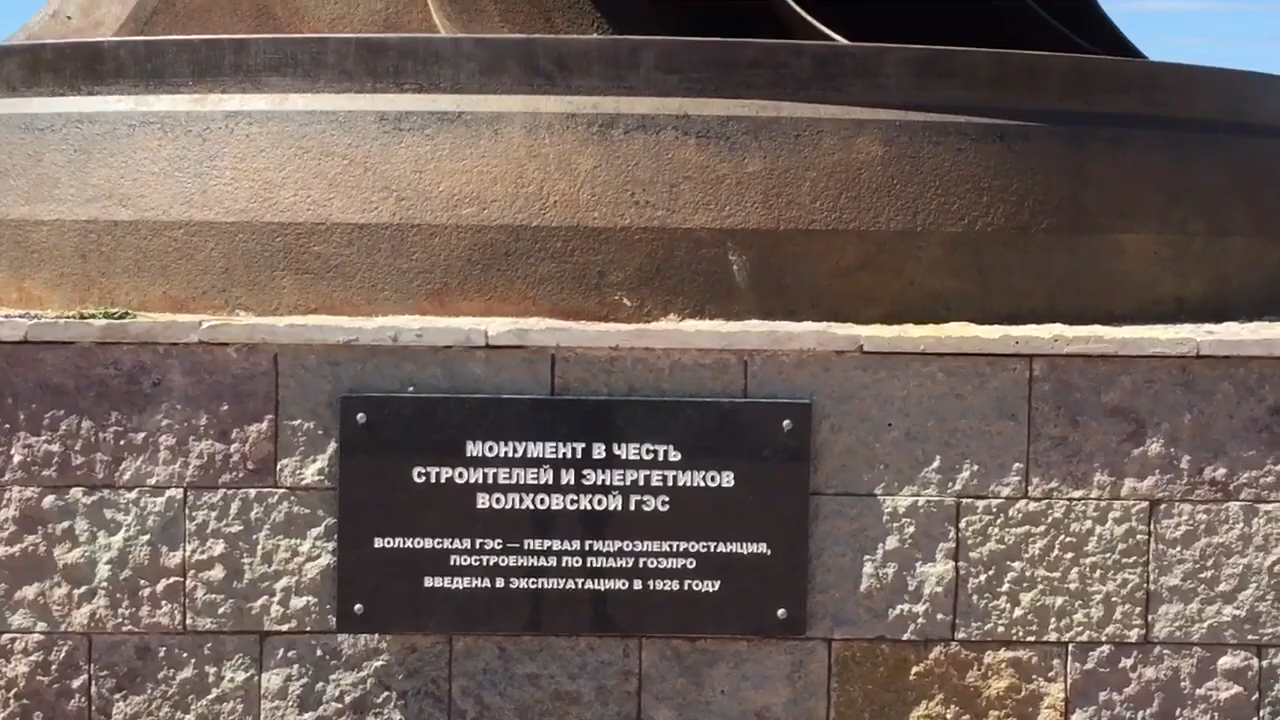 МОНУМЕНТ В ЧЕСТЬ
СТРОИТЕЛЕЙ И ЭНЕРГЕТИКОВ
ВОЛХОВСКОЙ ГЭС
ВОЛХОВСКАЯ ГЭС — ПЕРВАЯ ГИДРОЭЛЕКТРОСТАНЦИЯ,
ПОСТРОЕННАЯ ПО ПЛАНУ ГОЭЛРО
ВВЕДЕНА В ЭКСПЛУАТАЦИЮ В 1926 ГОДУ